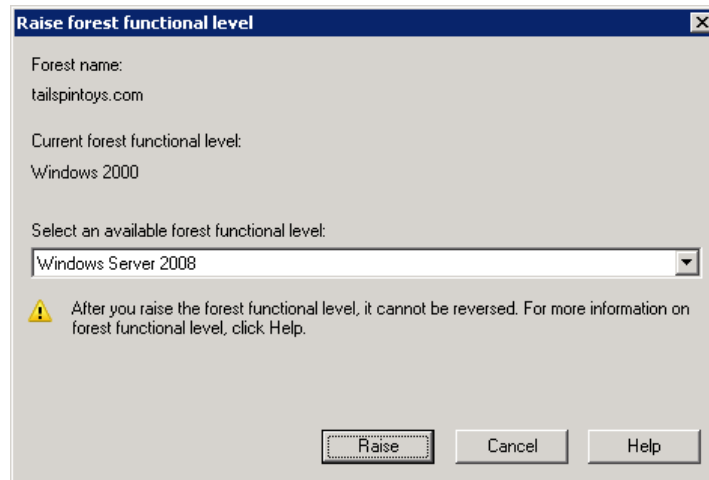 Raise forest functional level
Forest name:
tailspintoys.com
Current forest functional level:
Windows 2000
Select an available forest functional level:
Windows Server 2008
After you raise the forest functional level, it cannot be reversed. For more information on
forest functional level, click Help.
Raise Cancel Help